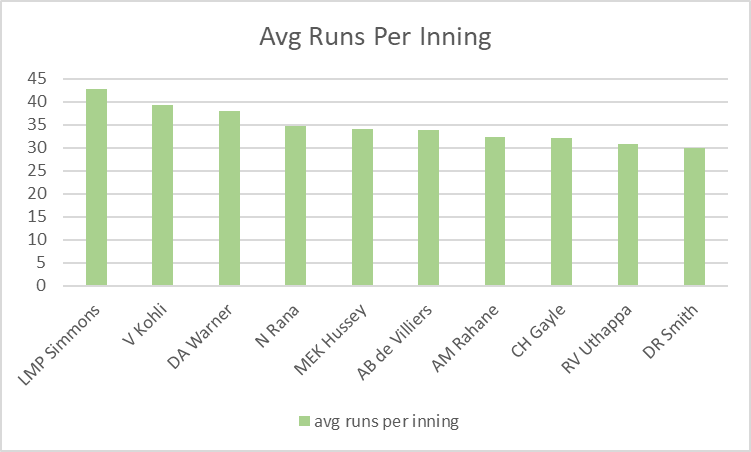 Avg Runs Per Inning
45
40
35
30
25
20
15
10
5
0
LMP Simmons
V Kohli
DA Warner
N Rana
MEK Hussey
AB de Villiers
AM Rahane
CH Gayle
RV Uthappa
DR Smith
avg runs per inning